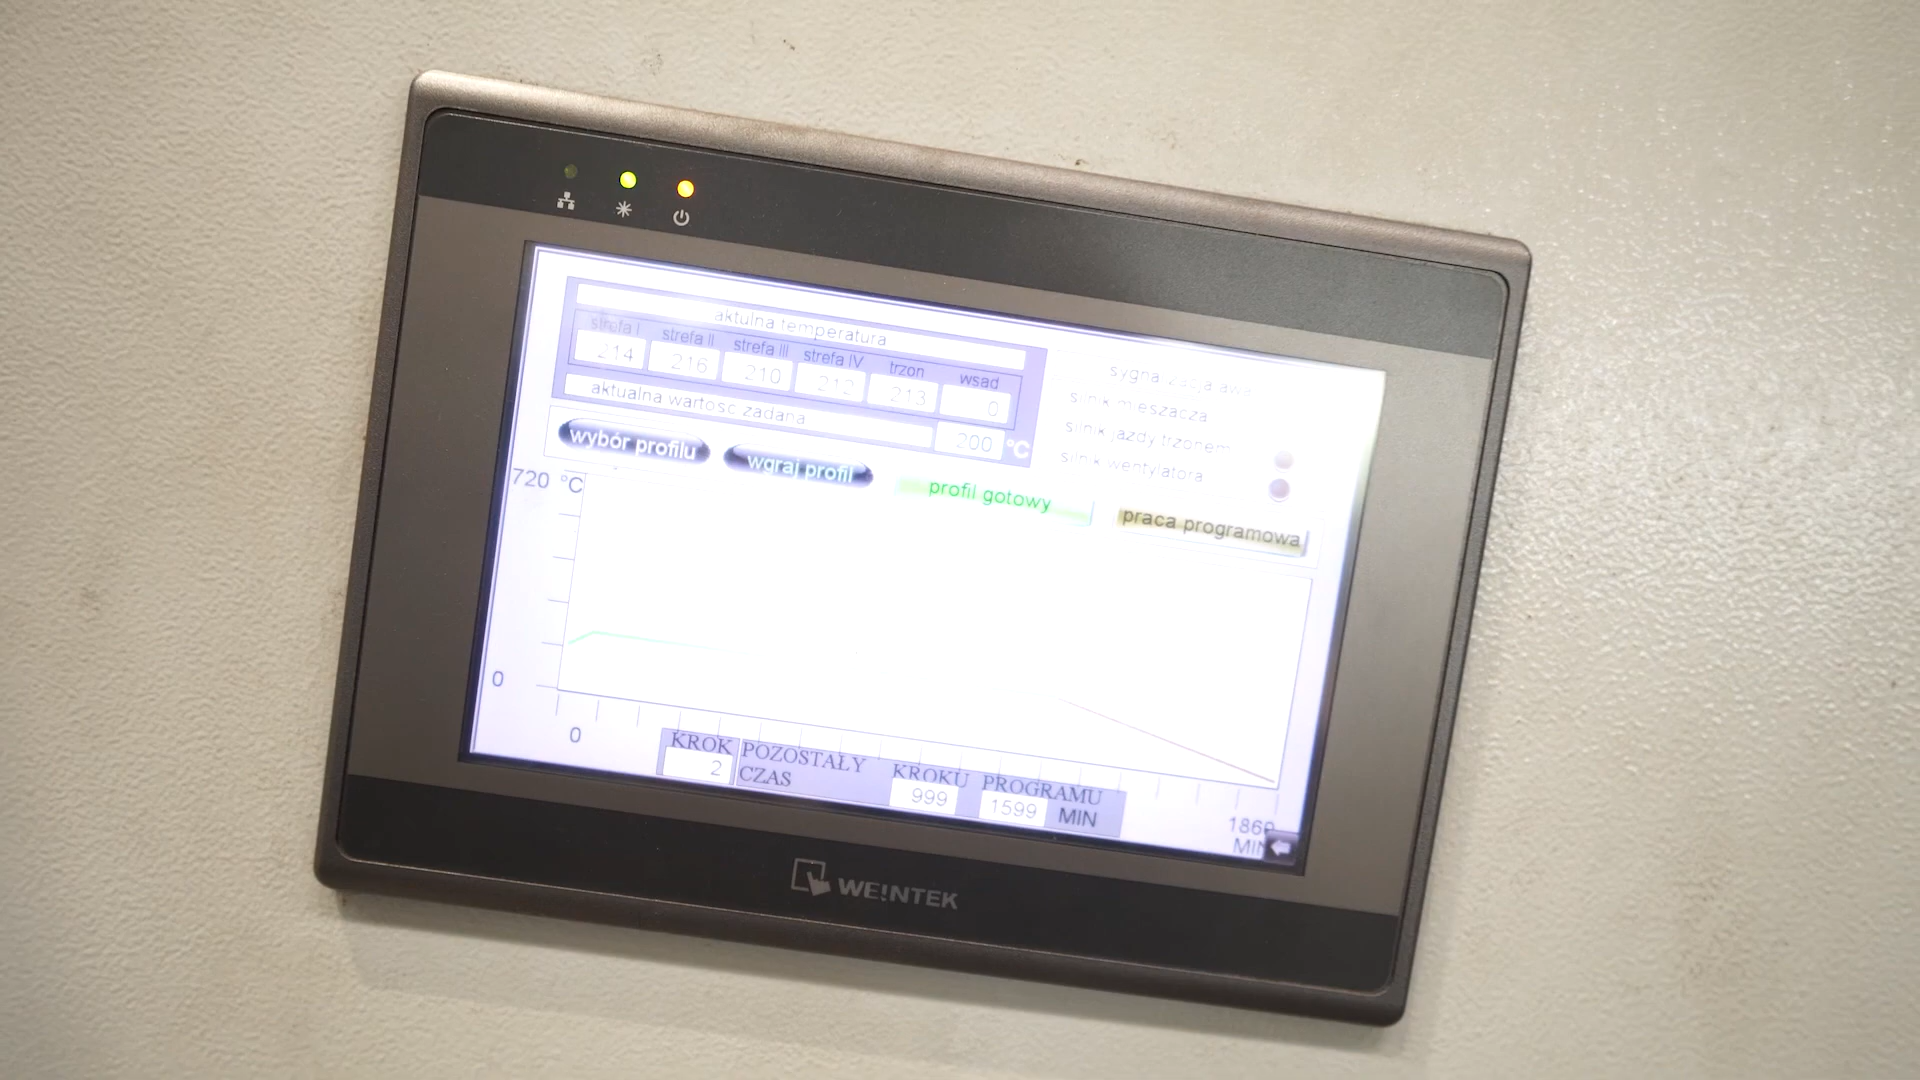 aktulna temperatura
strefa I strefa II strefa III strefa IV trzon wsad
214 216 210 212 213 0
aktualna wartosc zadana 200 °C
sygnalizacja awa
silnik mieszacza
silnik jazdy trzonem
silnik wentylatora
wybór profilu wgraj profil profil gotowy praca programowa
720 °C
0
0
KROK POZOSTAŁY CZAS KROKU PROGRAMU
2 999 1599 MIN
1860
MIN
WEINTEK